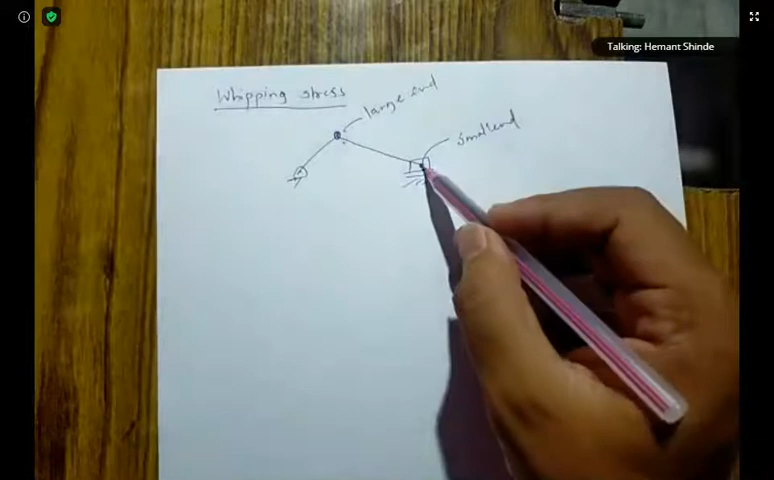 Talking: Hemant Shinde
Whipping stress
large end
small end